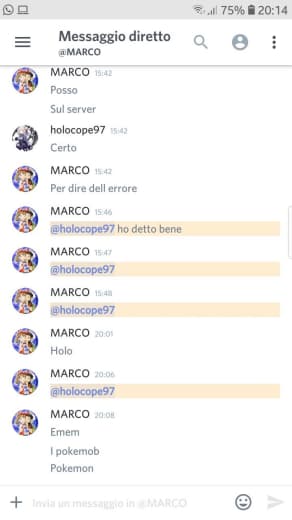 75% 20:14
Messaggio diretto
@MARCO
MARCO 15:42
Posso
Sul server
holocope97 15:42
Certo
MARCO 15:42
Per dire dell errore
MARCO 15:46
@holocope97 ho detto bene
MARCO 15:47
@holocope97
MARCO 15:48
@holocope97
MARCO 20:01
Holo
MARCO 20:06
@holocope97
MARCO 20:08
Emem
I pokemob
Pokemon
Invia un messaggio in @MARCO